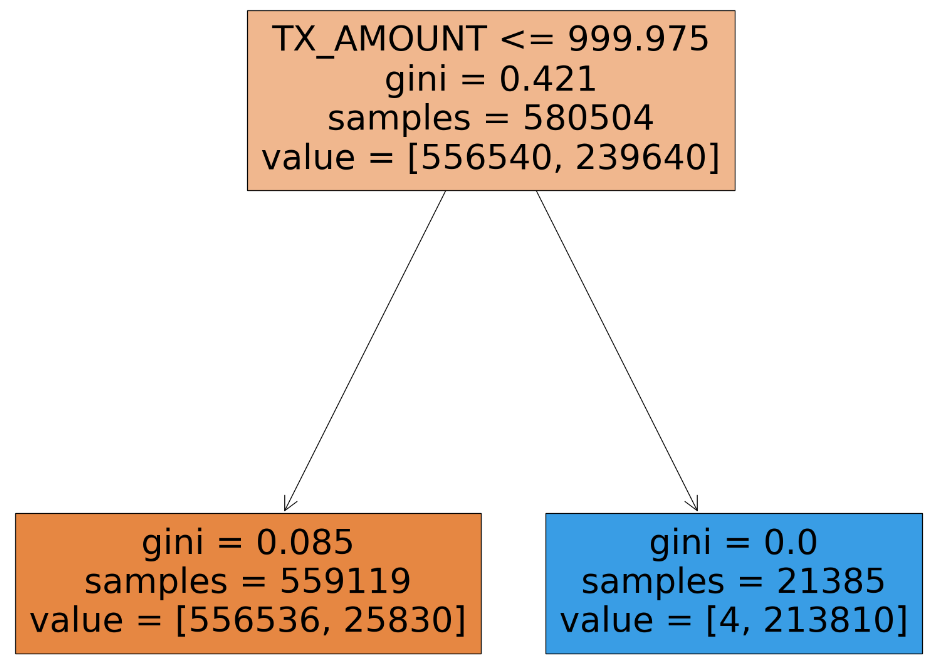 TX_AMOUNT <= 999.975
gini = 0.421
samples = 580504
value = [556540, 239640]
gini = 0.085
samples = 559119
value = [556536, 25830]
gini = 0.0
samples = 21385
value = [4, 213810]